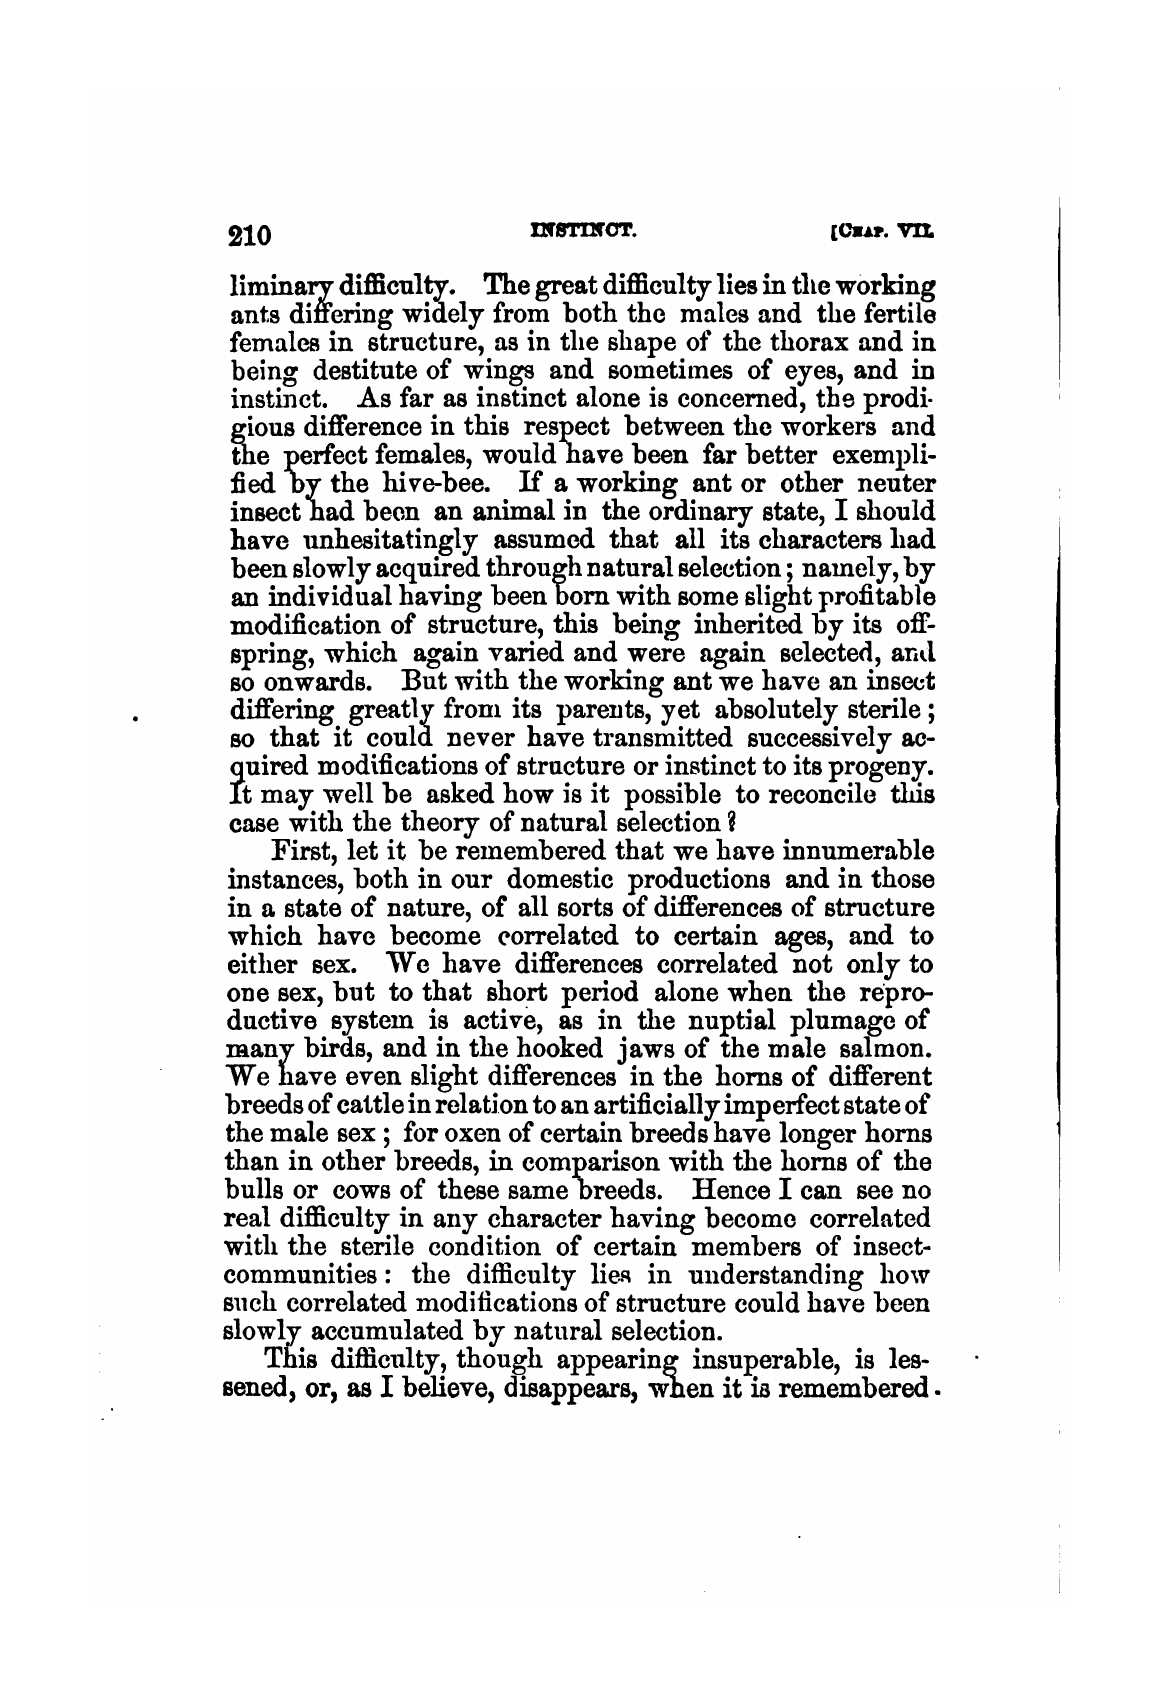 210 INSTINCT. [CHAP. VII.
liminary difficulty. The great difficulty lies in the working
ants differing widely from both the males and the fertile
females in structure, as in the shape of the thorax and in
being destitute of wings and sometimes of eyes, and in
instinct. As far as instinct alone is concerned, the prodi-
gious difference in this respect between the workers and
the perfect females, would have been far better exempli-
fied by the hive-bee. If a working ant or other neuter
insect had been an animal in the ordinary state, I should
have unhesitatingly assumed that all its characters had
been slowly acquired through natural selection; namely, by
an individual having been born with some slight profitable
modification of structure, this being inherited by its off-
spring, which again varied and were again selected, and
so onwards. But with the working ant we have an insect
differing greatly from its parents, yet absolutely sterile;
so that it could never have transmitted successively ac-
quired modifications of structure or instinct to its progeny.
It may well be asked how is it possible to reconcile this
case with the theory of natural selection?
First, let it be remembered that we have innumerable
instances, both in our domestic productions and in those
in a state of nature, of all sorts of differences of structure
which have become correlated to certain ages, and to
either sex. We have differences correlated not only to
one sex, but to that short period alone when the repro-
ductive system is active, as in the nuptial plumage of
many birds, and in the hooked jaws of the male salmon.
We have even slight differences in the horns of different
breeds of cattle in relation to an artificially imperfect state of
the male sex; for oxen of certain breeds have longer horns
than in other breeds, in comparison with the horns of the
bulls or cows of these same breeds. Hence I can see no
real difficulty in any character having become correlated
with the sterile condition of certain members of insect-
communities: the difficulty lies in understanding how
such correlated modifications of structure could have been
slowly accumulated by natural selection.
This difficulty, though appearing insuperable, is les-
sened, or, as I believe, disappears, when it is remembered